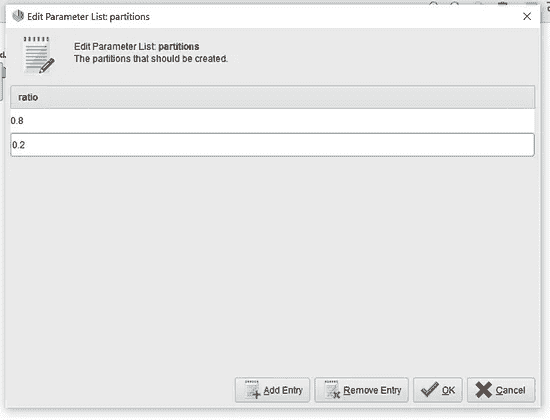 Edit Parameter List: partitions
Edit Parameter List: partitions
The partitions that should be created.
ratio
0.8
0.2
Add Entry
Remove Entry
OK
Cancel